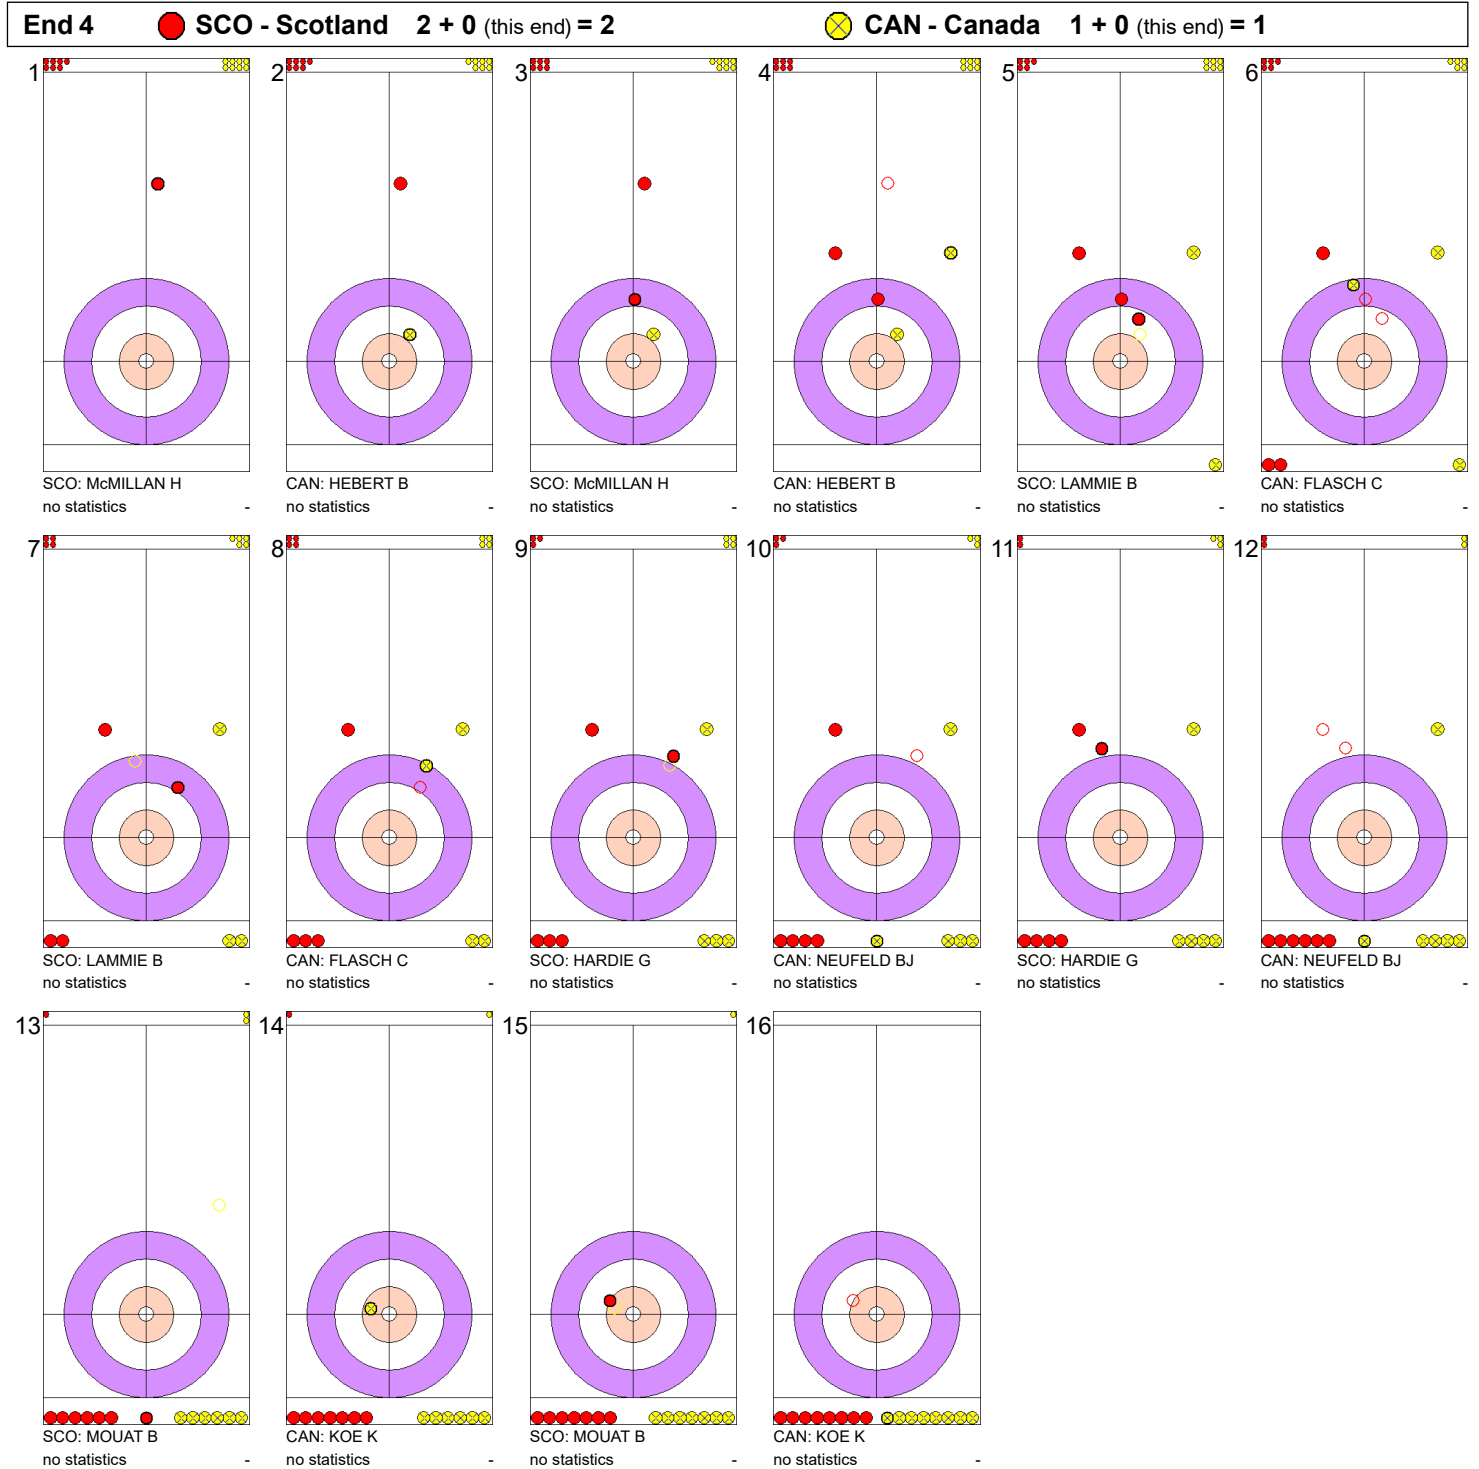 End 4 SCO - Scotland 2 + 0 (this end) = 2 CAN - Canada 1 + 0 (this end) = 1
1 2 3 4 5 6
SCO: McMILLAN H CAN: HEBERT B SCO: McMILLAN H CAN: HEBERT B SCO: LAMMIE B CAN: FLASCH C
no statistics - no statistics - no statistics - no statistics - no statistics - no statistics -
7 8 9 10 11 12
SCO: LAMMIE B CAN: FLASCH C SCO: HARDIE G CAN: NEUFELD BJ SCO: HARDIE G CAN: NEUFELD BJ
no statistics - no statistics - no statistics - no statistics - no statistics - no statistics -
13 14 15 16
SCO: MOUAT B CAN: KOE K SCO: MOUAT B CAN: KOE K
no statistics - no statistics - no statistics - no statistics -